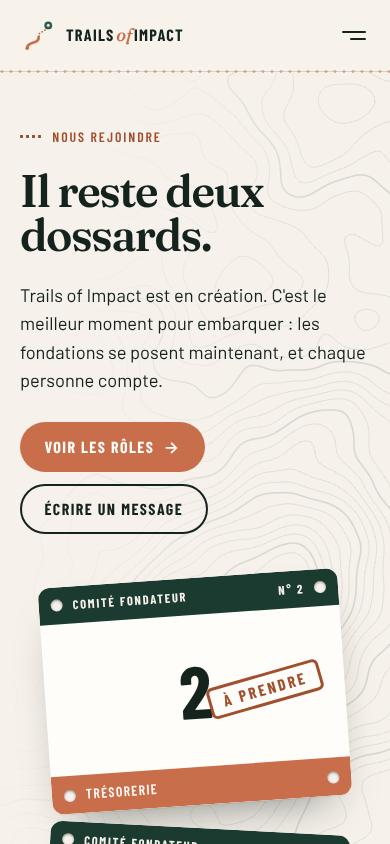 TRAILS of IMPACT
NOUS REJOINDRE
Il reste deux
dossards.
Trails of Impact est en création. C'est le
meilleur moment pour embarquer : les
fondations se posent maintenant, et chaque
personne compte.
VOIR LES RÔLES →
ÉCRIRE UN MESSAGE
COMITÉ FONDATEUR N° 2
2 À PRENDRE
TRÉSORERIE
COMITÉ FONDATEUR